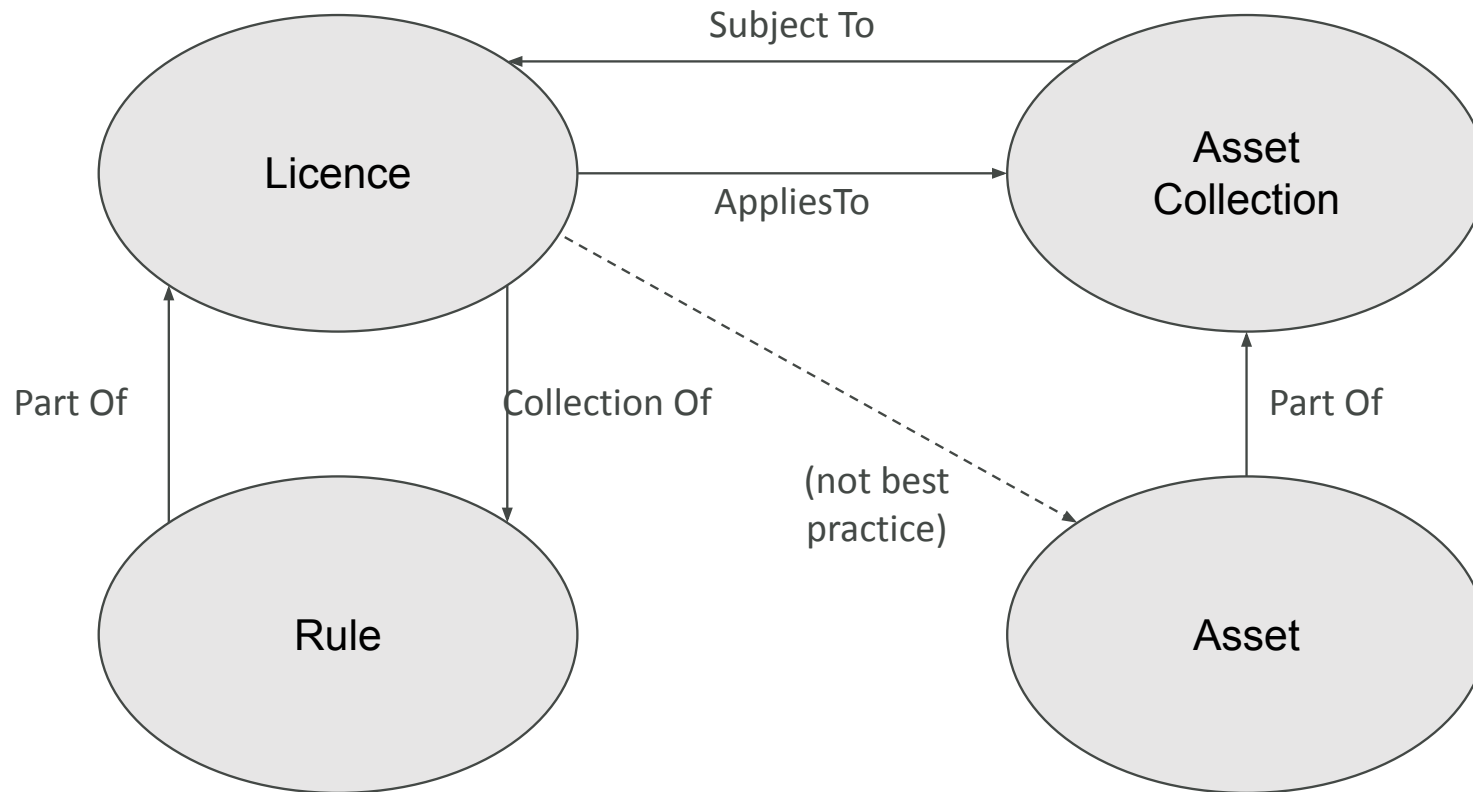 Subject To
Licence
Asset
Collection
AppliesTo
Part Of
Collection Of
Part Of
(not best
practice)
Rule
Asset